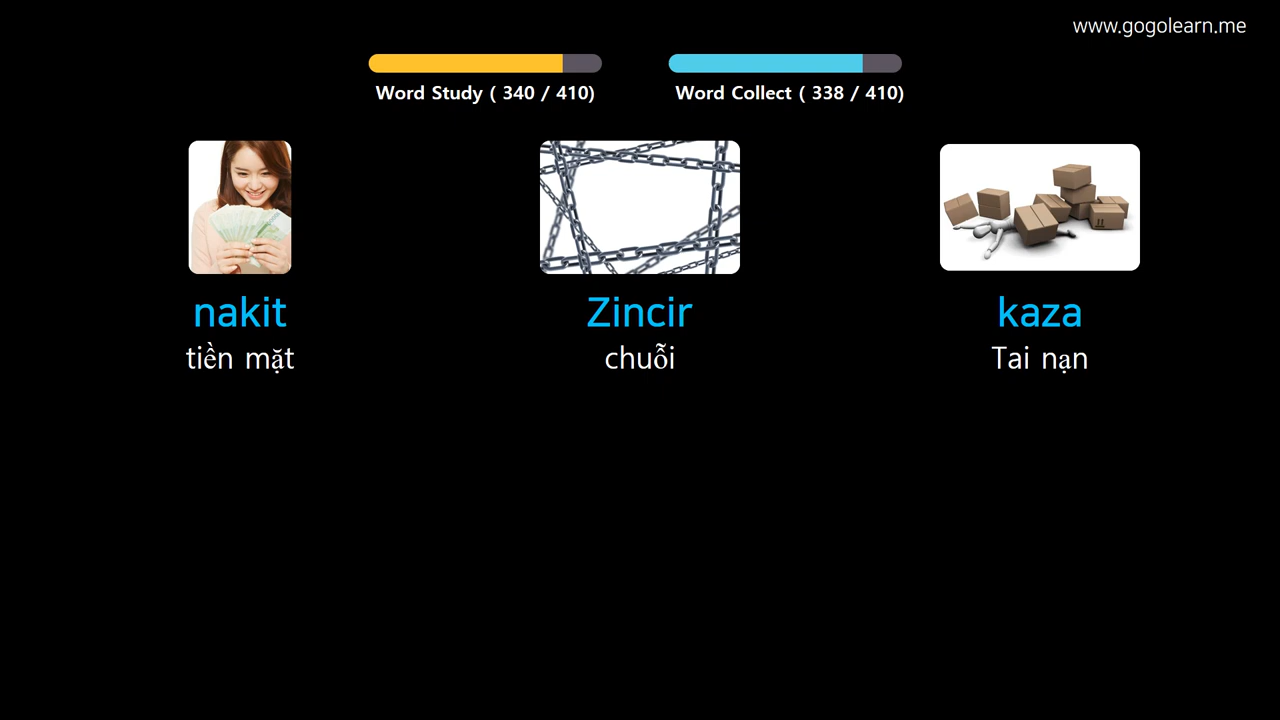 www.gogolearn.me
Word Study ( 340 / 410)
Word Collect ( 338 / 410)
nakit
Zincir
kaza
tiền mặt
chuỗi
Tai nạn